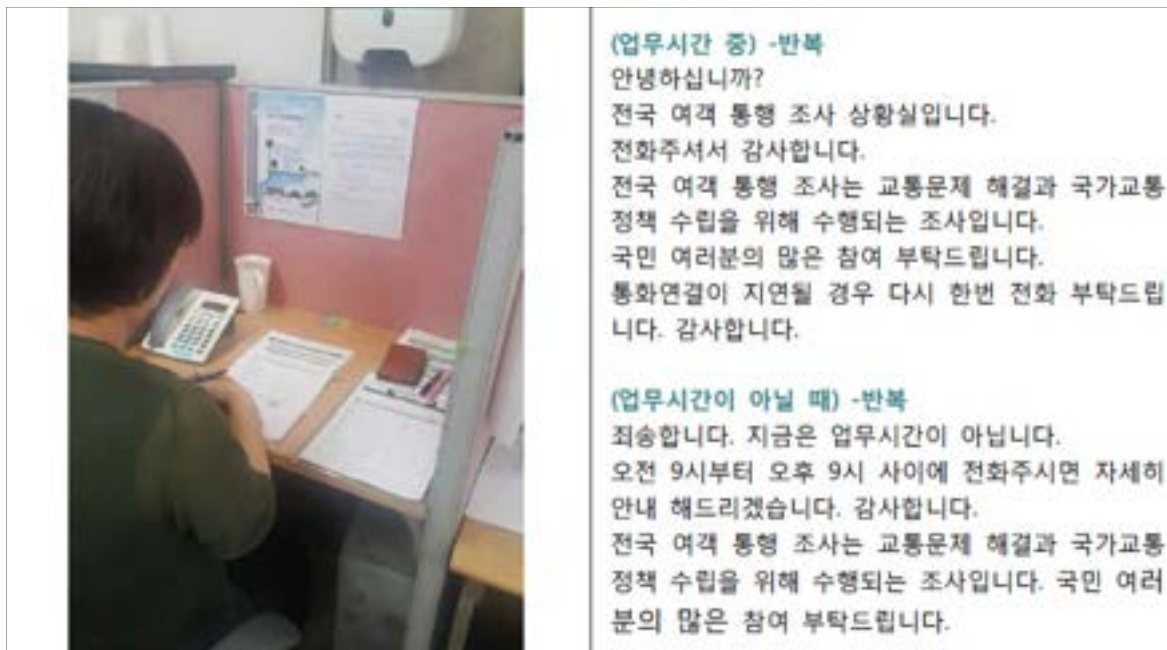 (업무시간 중) -반복
안녕하십니까?
전국 여객 통행 조사 상황실입니다.
전화주셔서 감사합니다.
전국 여객 통행 조사는 교통문제 해결과 국가교통
정책 수립을 위해 수행되는 조사입니다.
국민 여러분의 많은 참여 부탁드립니다.
통화연결이 지연될 경우 다시 한번 전화 부탁드립
니다. 감사합니다.
(업무시간이 아닐 때) -반복
죄송합니다. 지금은 업무시간이 아닙니다.
오전 9시부터 오후 9시 사이에 전화주시면 자세히
안내 해드리겠습니다. 감사합니다.
전국 여객 통행 조사는 교통문제 해결과 국가교통
정책 수립을 위해 수행되는 조사입니다. 국민 여러
분의 많은 참여 부탁드립니다.